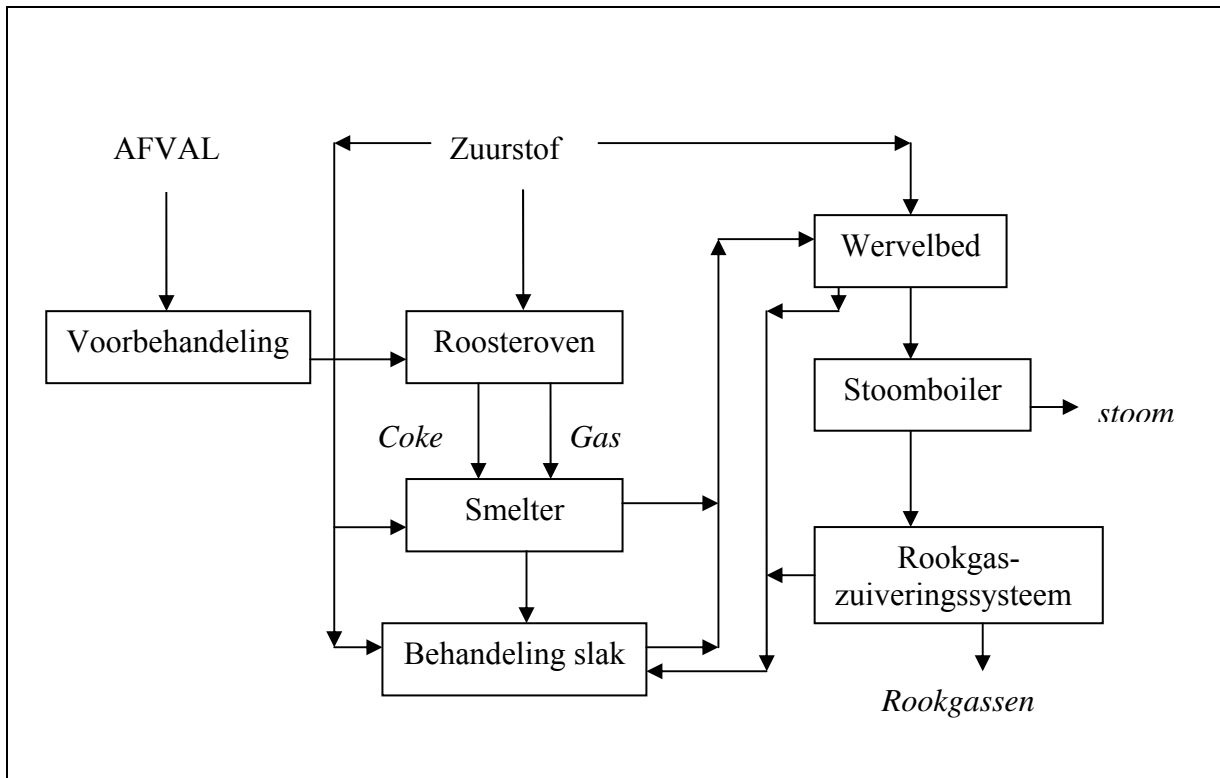 AFVAL
Zuurstof
Wervelbed
Voorbehandeling
Roosteroven
Stoomboiler
stoom
Coke
Gas
Smelter
Rookgas-
zuiveringssysteem
Behandeling slak
Rookgassen